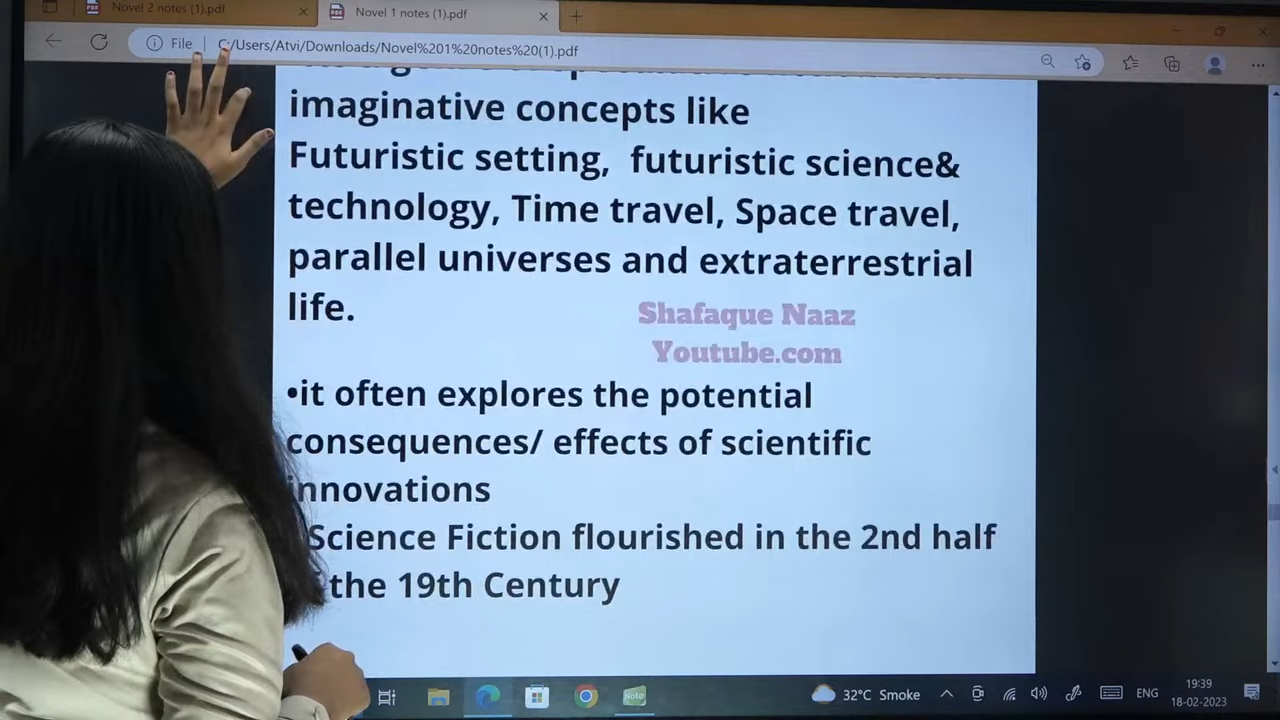 Novel 2 notes (1).pdf
Novel 1 notes (1).pdf
File
C:/Users/Atvi/Downloads/Novel%201%20notes%20(1).pdf
imaginative concepts like
Futuristic setting, futuristic science&
technology, Time travel, Space travel,
parallel universes and extraterrestrial
life.
Shafaque Naaz
Youtube.com
•it often explores the potential
consequences/ effects of scientific
innovations
Science Fiction flourished in the 2nd half
the 19th Century
32°C Smoke
ENG
19:39
18-02-2023
Note